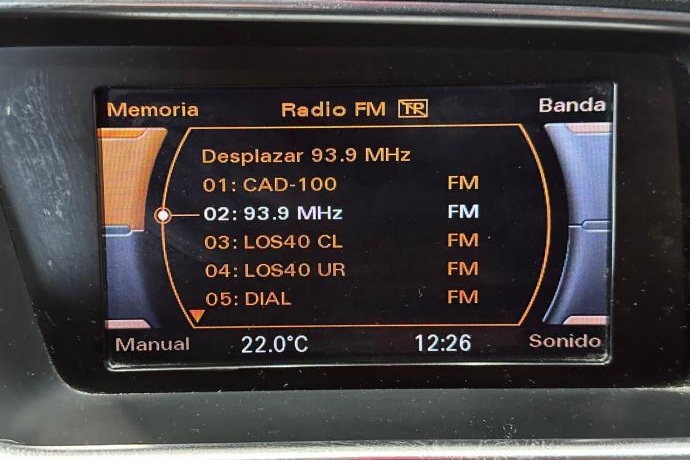 Memoria Radio FM TP Banda
Desplazar 93.9 MHz
01: CAD-100 FM
02: 93.9 MHz FM
03: LOS40 CL FM
04: LOS40 UR FM
05: DIAL FM
Manual 22.0°C 12:26 Sonido